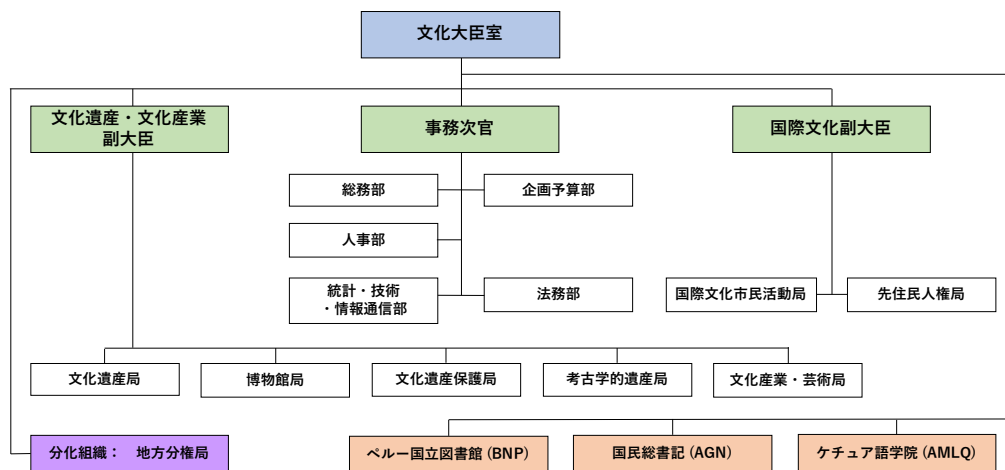 文化大臣室
文化遺産・文化産業
副大臣
事務次官
国際文化副大臣
総務部
企画予算部
人事部
統計・技術
・情報通信部
法務部
国際文化市民活動局
先住民人権局
文化遺産局
博物館局
文化遺産保護局
考古学的遺産局
文化産業・芸術局
分化組織： 地方分権局
ペルー国立図書館 (BNP)
国民総書記 (AGN)
ケチュア語学院 (AMLQ)